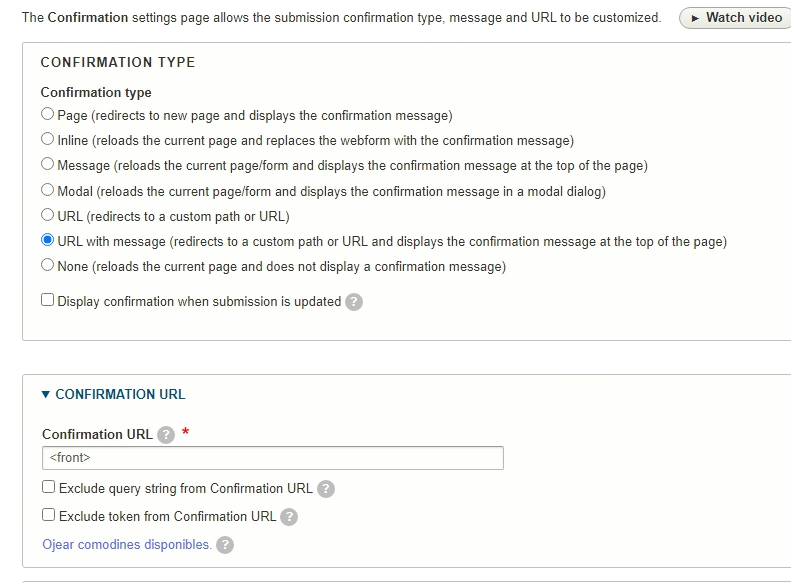 The Confirmation settings page allows the submission confirmation type, message and URL to be customized.
► Watch video
CONFIRMATION TYPE
Confirmation type
Page (redirects to new page and displays the confirmation message)
Inline (reloads the current page and replaces the webform with the confirmation message)
Message (reloads the current page/form and displays the confirmation message at the top of the page)
Modal (reloads the current page/form and displays the confirmation message in a modal dialog)
URL (redirects to a custom path or URL)
URL with message (redirects to a custom path or URL and displays the confirmation message at the top of the page)
None (reloads the current page and does not display a confirmation message)
Display confirmation when submission is updated ?
▼ CONFIRMATION URL
Confirmation URL ? *
<front>
Exclude query string from Confirmation URL ?
Exclude token from Confirmation URL ?
Ojear comodines disponibles. ?